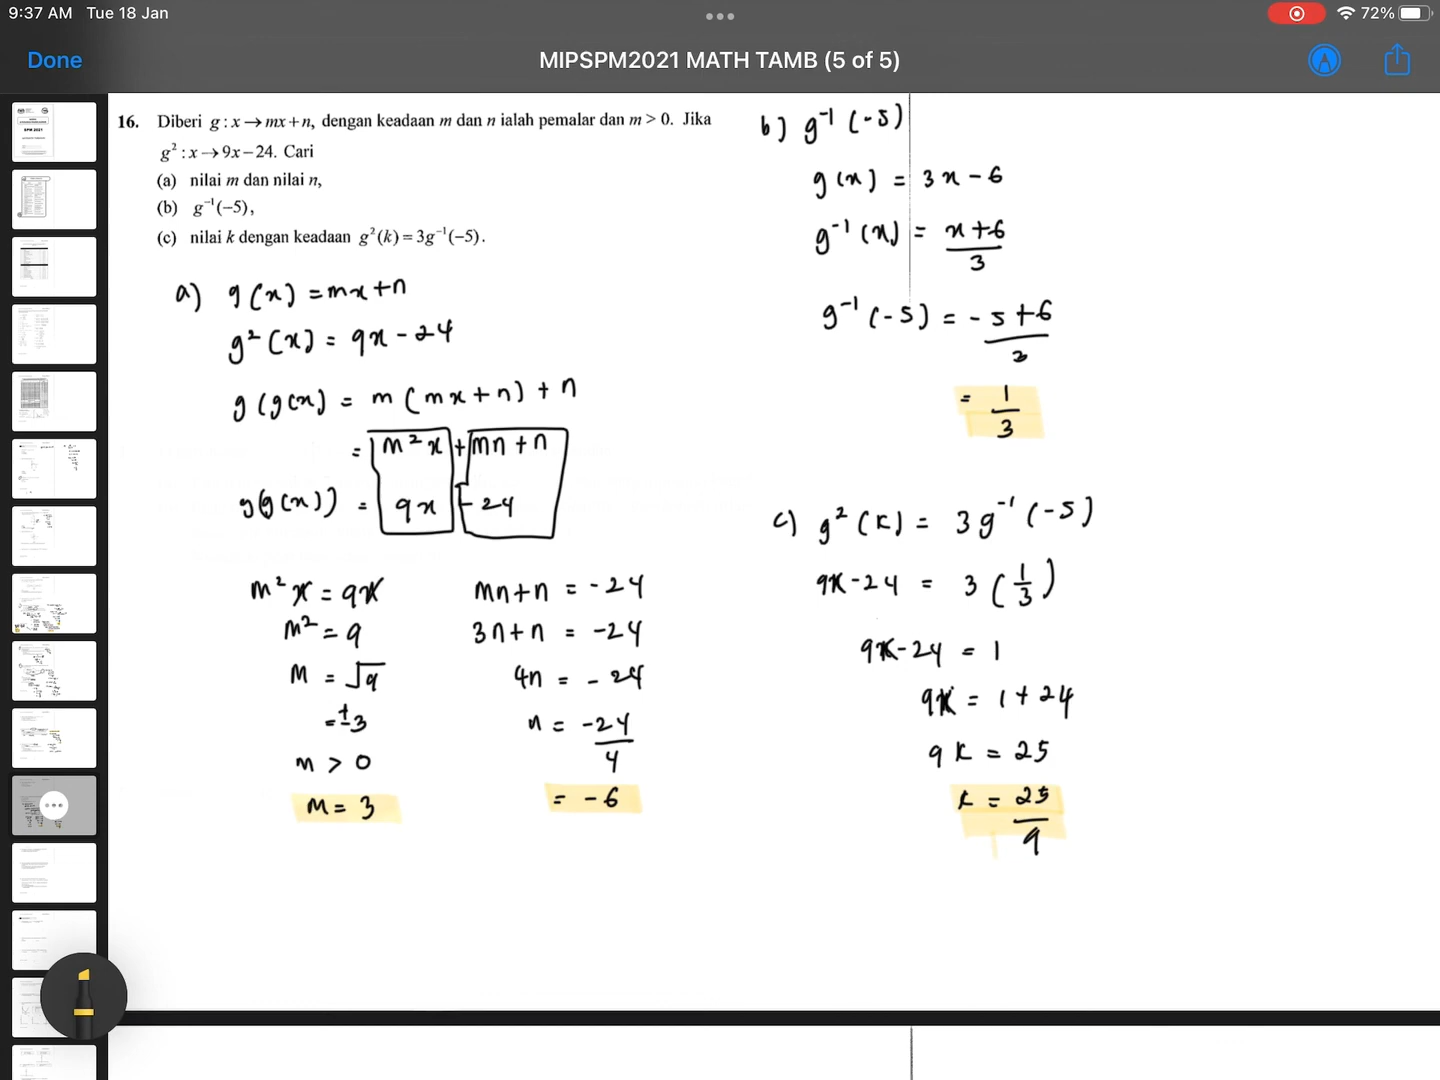 9:37 AM Tue 18 Jan
72%
Done
MIPSPM2021 MATH TAMB (5 of 5)
16. Diberi g : x → mx + n, dengan keadaan m dan n ialah pemalar dan m > 0. Jika
g² : x → 9x − 24. Cari
(a) nilai m dan nilai n,
(b) g⁻¹(−5),
(c) nilai k dengan keadaan g²(k) = 3g⁻¹(−5).
a) g(x) = mx + n
g²(x) = 9x − 24
g(g(x) = m(mx + n) + n
= m²x + mn + n
g(g(x)) = 9x − 24
m²x = 9x
m² = 9
m = √9
= ±3
m > 0
m = 3
mn + n = −24
3n + n = −24
4n = −24
n = −24/4
= −6
b) g⁻¹(−5)
g(x) = 3x − 6
g⁻¹(x) = x + 6/3
g⁻¹(−5) = −5 + 6/3
= 1/3
c) g²(k) = 3g⁻¹(−5)
9k − 24 = 3(1/3)
9k − 24 = 1
9k = 1 + 24
9k = 25
k = 25/9